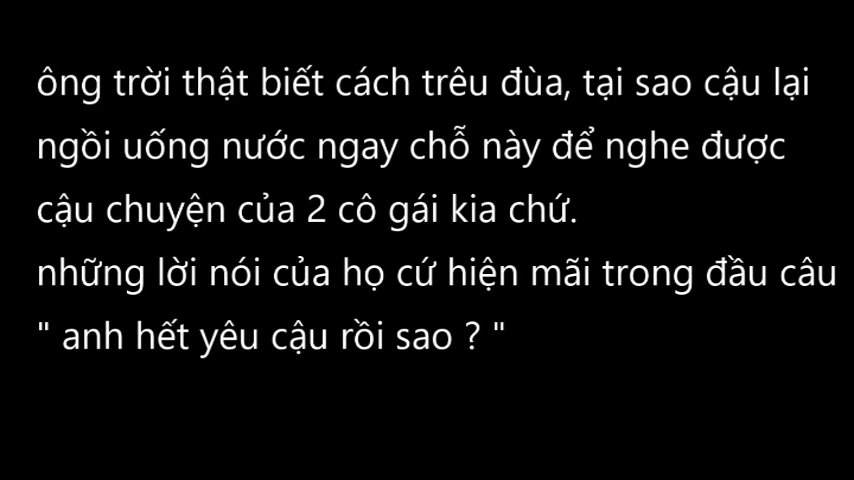 ông trời thật biết cách trêu đùa, tại sao cậu lại
ngồi uống nước ngay chỗ này để nghe được
cậu chuyện của 2 cô gái kia chứ.
những lời nói của họ cứ hiện mãi trong đầu câu
" anh hết yêu cậu rồi sao ? "